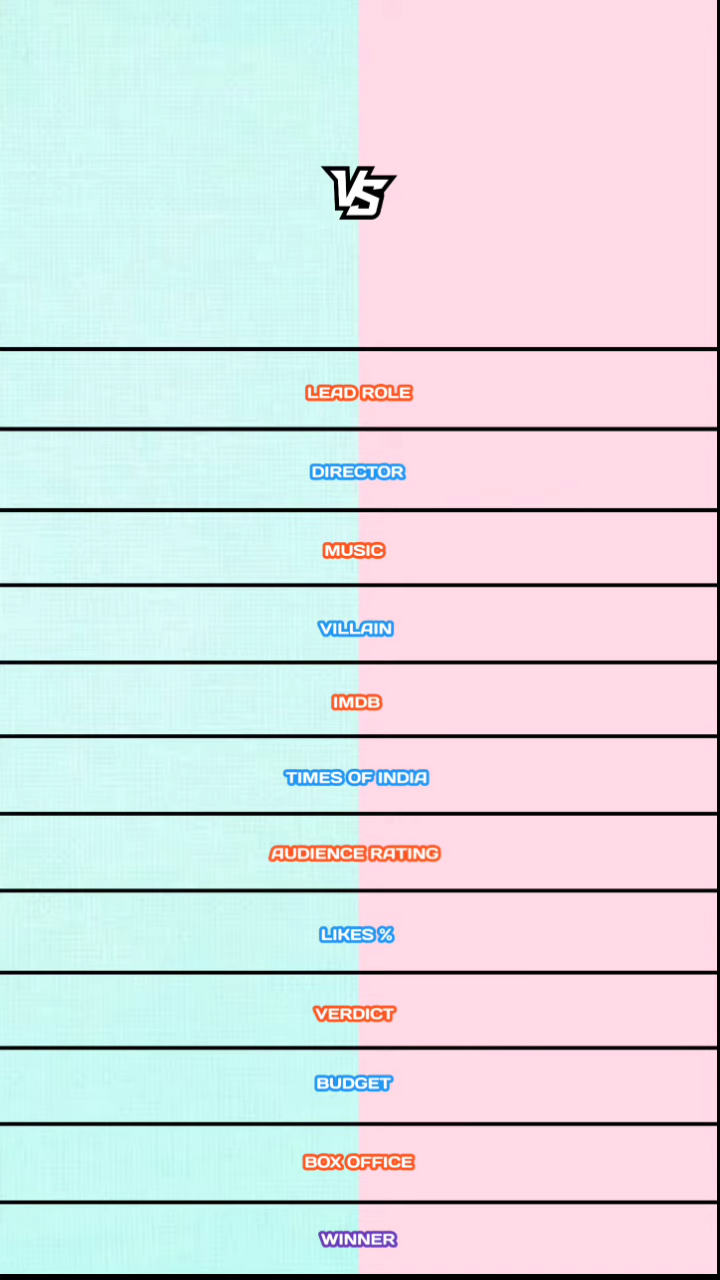 VS
LEAD ROLE
DIRECTOR
MUSIC
VILLAIN
IMDB
TIMES OF INDIA
AUDIENCE RATING
LIKES %
VERDICT
BUDGET
BOX OFFICE
WINNER